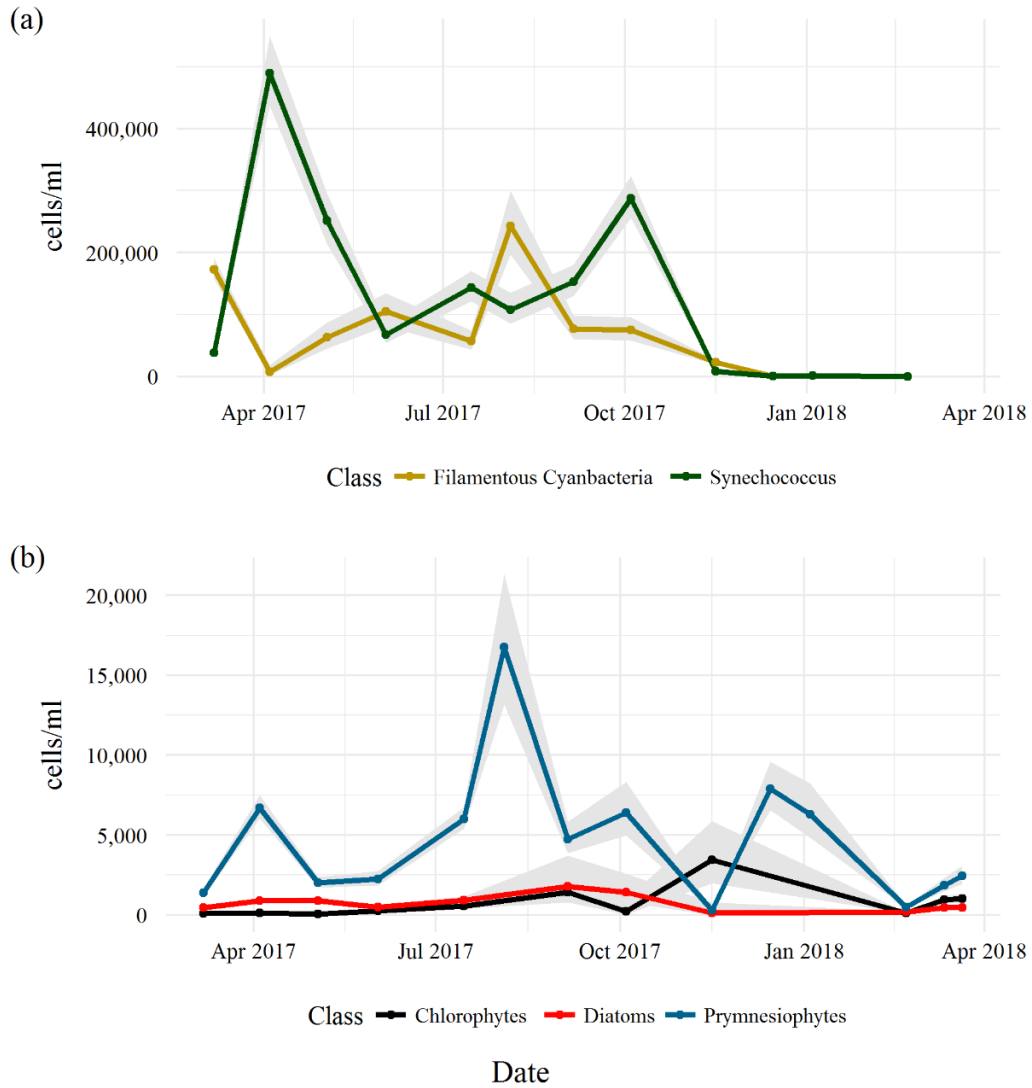 (a)
400,000
200,000
0
cells/ml
Apr 2017 Jul 2017 Oct 2017 Jan 2018 Apr 2018
Class Filamentous Cyanbacteria Synechococcus
(b)
20,000
15,000
10,000
5,000
0
cells/ml
Apr 2017 Jul 2017 Oct 2017 Jan 2018 Apr 2018
Class Chlorophytes Diatoms Prymnesiophytes
Date